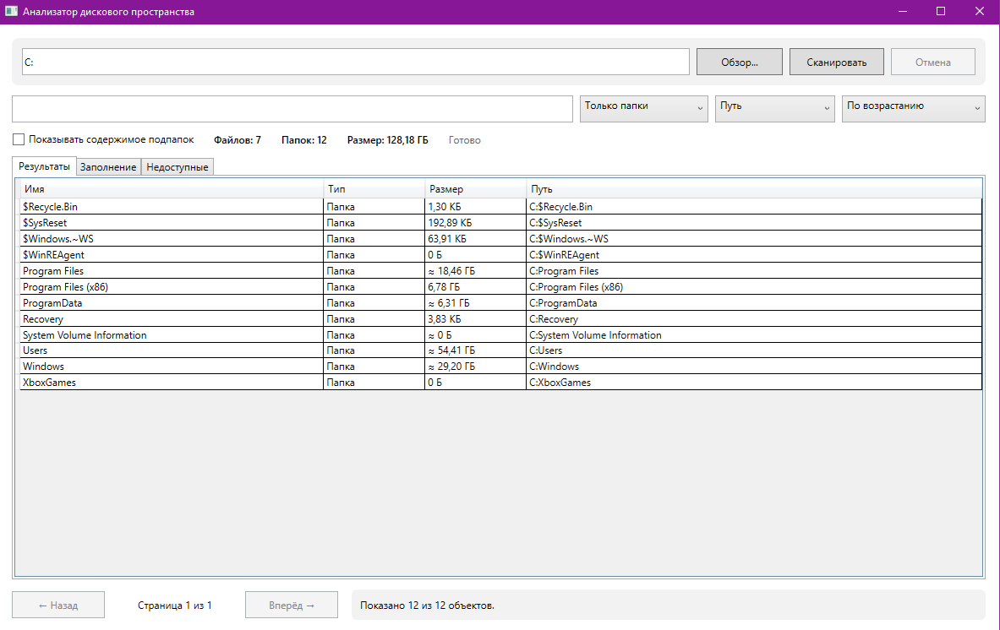 Анализатор дискового пространства
C:
Обзор...
Сканировать
Отмена
Только папки
Путь
По возрастанию
Показывать содержимое подпапок Файлов: 7 Папок: 12 Размер: 128,18 ГБ Готово
Результаты Заполнение Недоступные
Имя Тип Размер Путь
$Recycle.Bin Папка 1,30 КБ C:$Recycle.Bin
$SysReset Папка 192,89 КБ C:$SysReset
$Windows.~WS Папка 63,91 КБ C:$Windows.~WS
$WinREAgent Папка 0 Б C:$WinREAgent
Program Files Папка ≈ 18,46 ГБ C:Program Files
Program Files (x86) Папка 6,78 ГБ C:Program Files (x86)
ProgramData Папка ≈ 6,31 ГБ C:ProgramData
Recovery Папка 3,83 КБ C:Recovery
System Volume Information Папка ≈ 0 Б C:System Volume Information
Users Папка ≈ 54,41 ГБ C:Users
Windows Папка ≈ 29,20 ГБ C:Windows
XboxGames Папка 0 Б C:XboxGames
← Назад Страница 1 из 1 Вперёд → Показано 12 из 12 объектов.